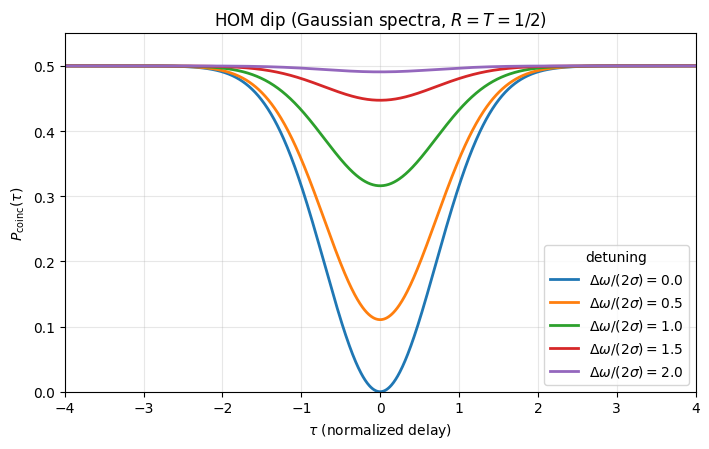 HOM dip (Gaussian spectra, R = T = 1/2)
0.5
0.4
0.3
0.2
0.1
0.0
P_coinc(τ)
−4 −3 −2 −1 0 1 2 3 4
τ (normalized delay)
detuning
Δω/(2σ) = 0.0
Δω/(2σ) = 0.5
Δω/(2σ) = 1.0
Δω/(2σ) = 1.5
Δω/(2σ) = 2.0